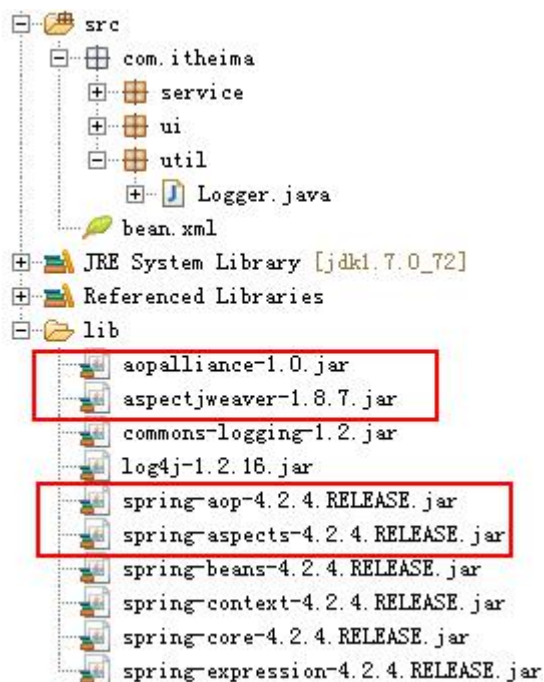 src
com.itheima
service
ui
util
Logger.java
bean.xml
JRE System Library [jdk1.7.0_72]
Referenced Libraries
lib
aopalliance-1.0.jar
aspectjweaver-1.8.7.jar
commons-logging-1.2.jar
log4j-1.2.16.jar
spring-aop-4.2.4.RELEASE.jar
spring-aspects-4.2.4.RELEASE.jar
spring-beans-4.2.4.RELEASE.jar
spring-context-4.2.4.RELEASE.jar
spring-core-4.2.4.RELEASE.jar
spring-expression-4.2.4.RELEASE.jar